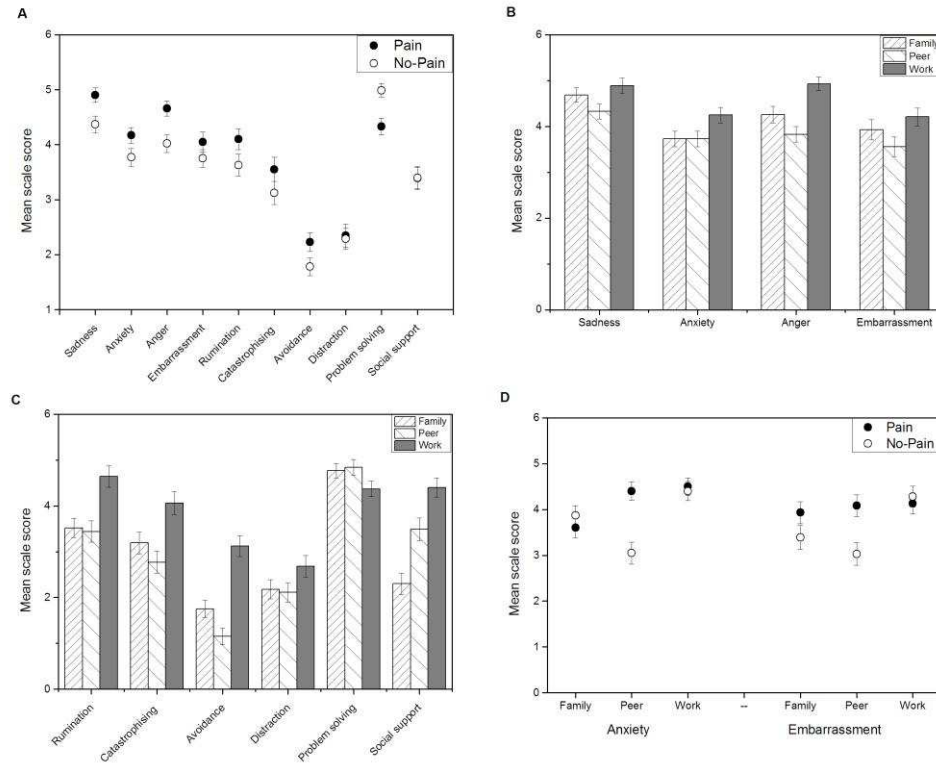 A
Pain
No-Pain
Mean scale score
6
5
4
3
2
1
Sadness
Anxiety
Anger
Embarrassment
Rumination
Catastrophising
Avoidance
Distraction
Problem solving
Social support
B
Family
Peer
Work
Mean scale score
6
4
2
0
Sadness Anxiety Anger Embarrassment
C
Family
Peer
Work
Mean scale score
6
4
2
0
Rumination
Catastrophising
Avoidance
Distraction
Problem solving
Social support
D
Pain
No-Pain
Mean scale score
6
5
4
3
2
1
0
Family Peer Work -- Family Peer Work
Anxiety Embarrassment